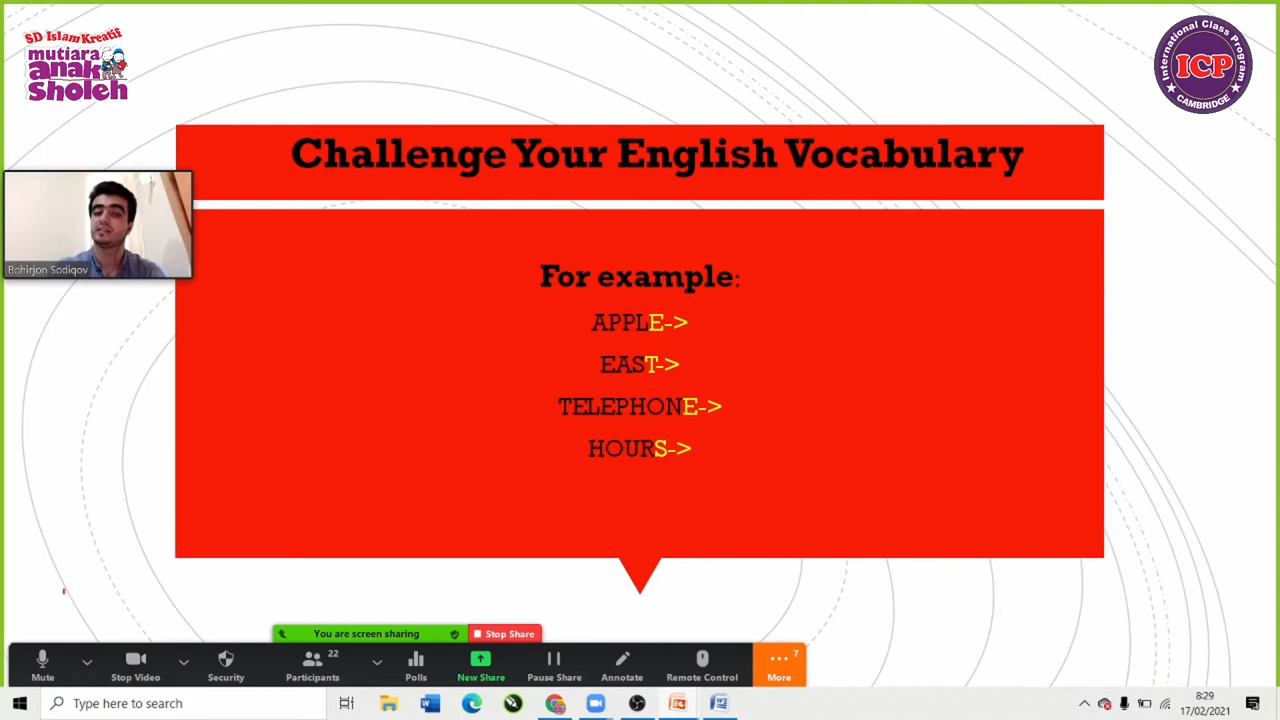 SD Islam Kreatif
mutiara
anak
Sholeh
International Class Program
ICP
CAMBRIDGE
Challenge Your English Vocabulary
Bohirjon Sodiqov
For example:
APPLE->
EAST->
TELEPHONE->
HOURS->
You are screen sharing
Stop Share
22
7
Mute
Stop Video
Security
Participants
Polls
New Share
Pause Share
Annotate
Remote Control
More
Type here to search
8:29
17/02/2021